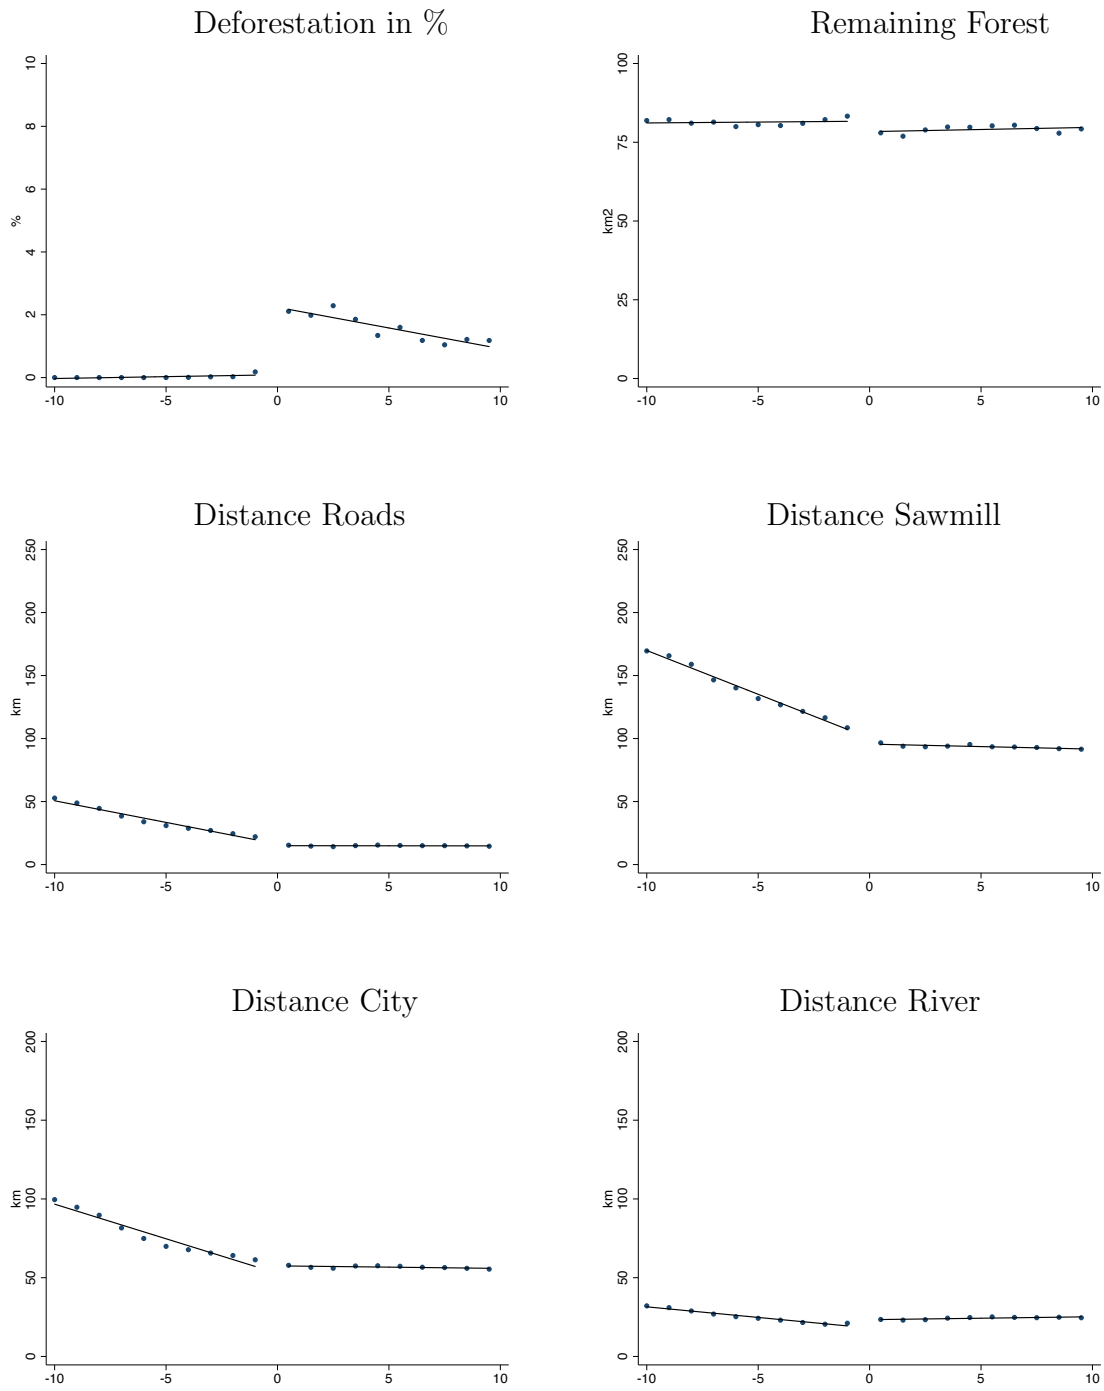 Deforestation in %
10
8
6
4
2
0
%
-10 -5 0 5 10
Remaining Forest
100
75
50
25
0
km2
-10 -5 0 5 10
Distance Roads
250
200
150
100
50
0
km
-10 -5 0 5 10
Distance Sawmill
250
200
150
100
50
0
km
-10 -5 0 5 10
Distance City
200
150
100
50
0
km
-10 -5 0 5 10
Distance River
200
150
100
50
0
km
-10 -5 0 5 10